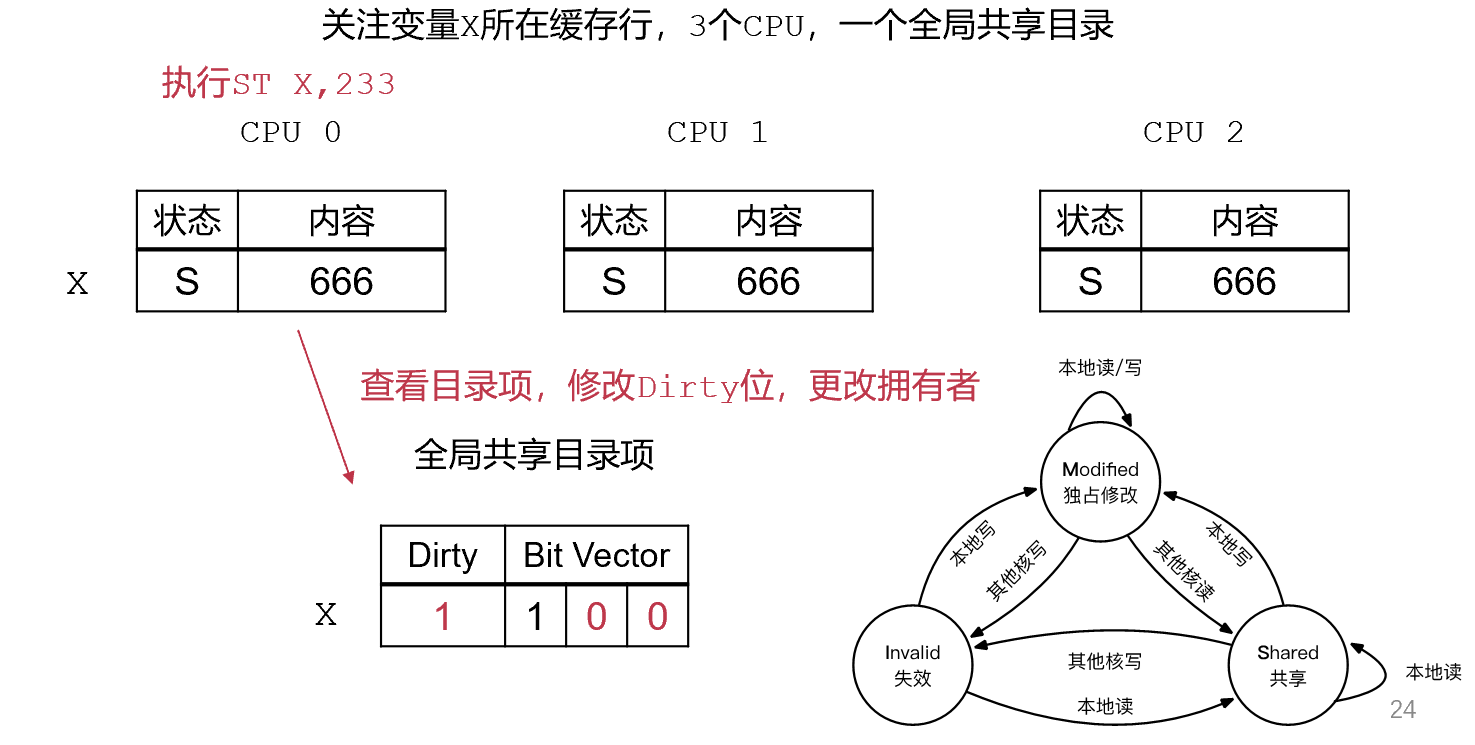 关注变量X所在缓存行，3个CPU，一个全局共享目录
执行ST X,233
CPU 0
CPU 1
CPU 2
状态 内容
状态 内容
状态 内容
X S 666
S 666
S 666
查看目录项，修改Dirty位，更改拥有者
全局共享目录项
Dirty Bit Vector
X 1 1 0 0
本地读/写
Modified
独占修改
本地写
其他核写
其他核读
本地写
Invalid
失效
其他核写
本地读
Shared
共享
本地读
24